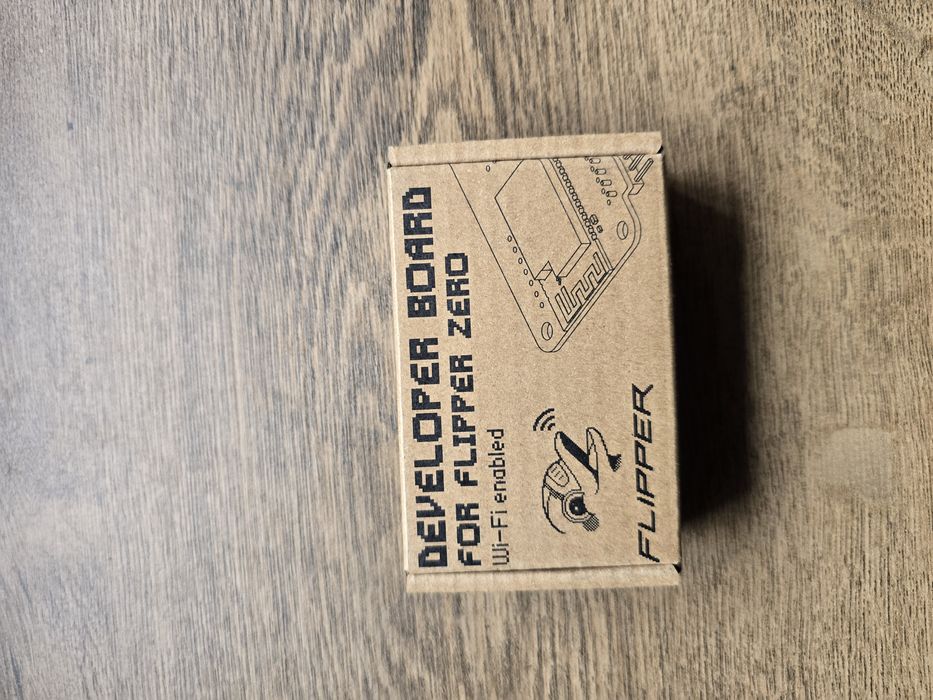 DEVELOPER BOARD
FOR FLIPPER ZERO
Wi-Fi enabled
FLIPPER